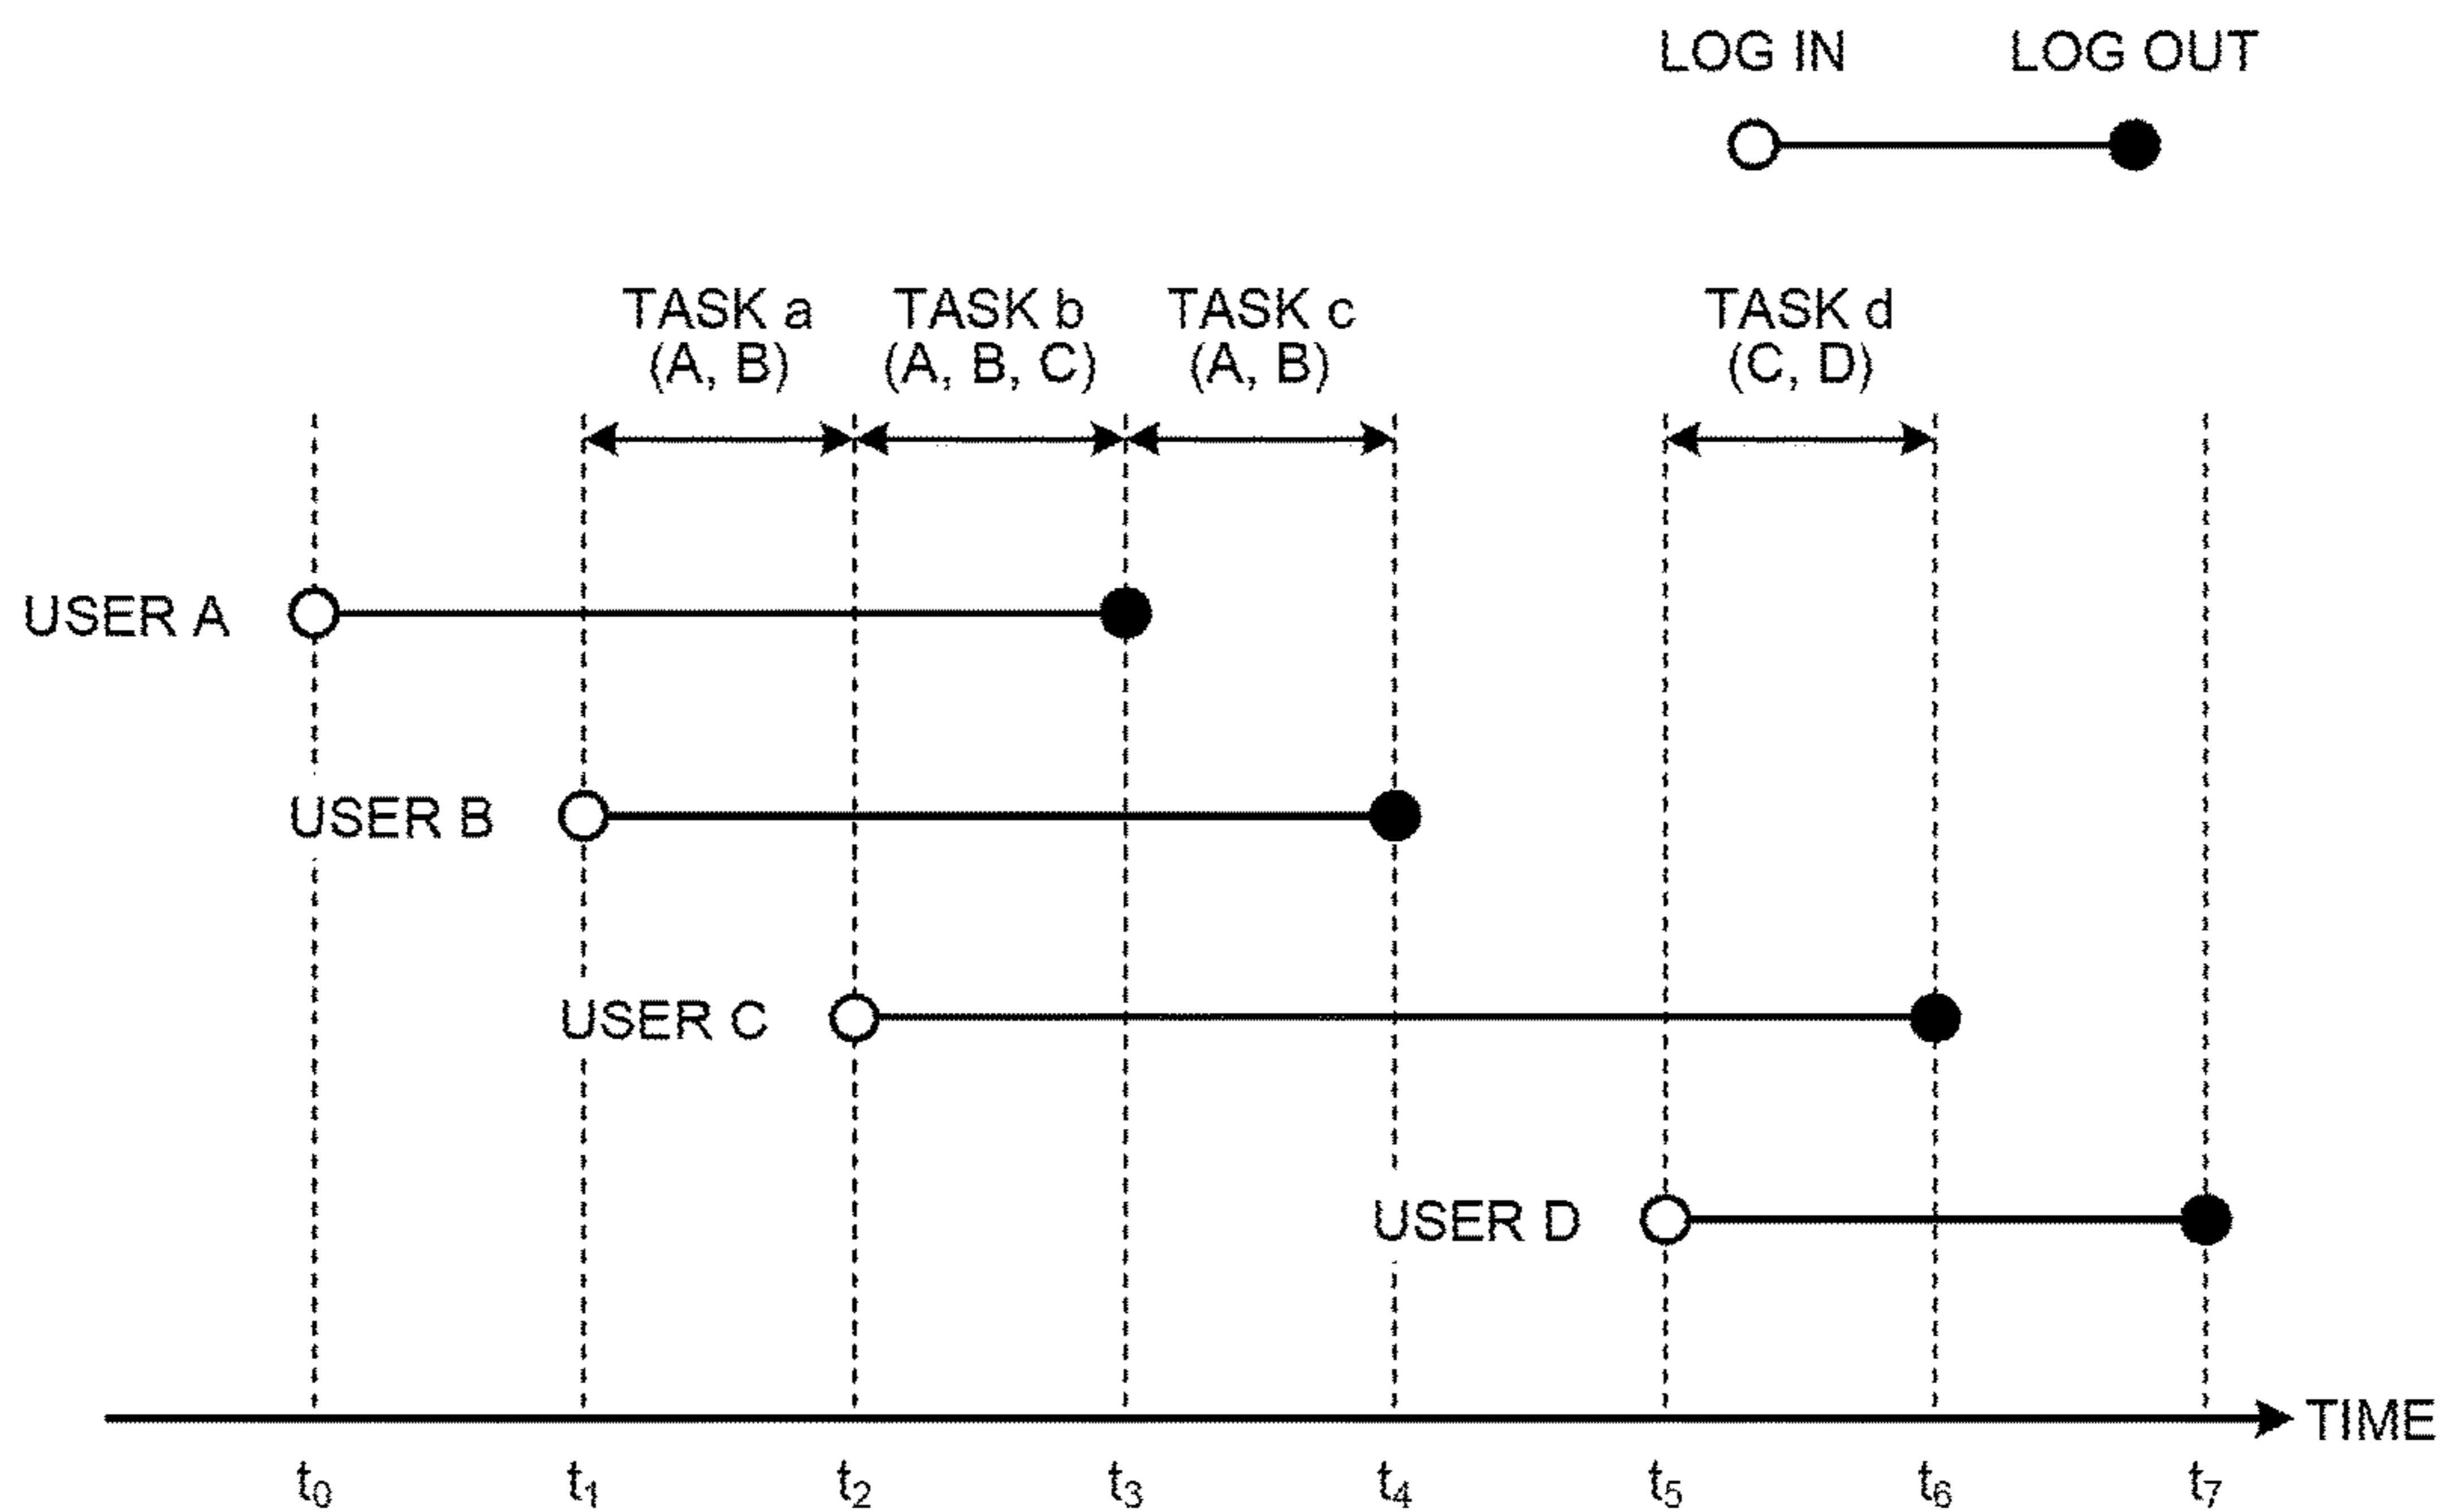 LOG IN LOG OUT
TASK a TASK b TASK c TASK d
(A, B) (A, B, C) (A, B) (C, D)
USER A
USER B
USER C
USER D
TIME
t0 t1 t2 t3 t4 t5 t6 t7